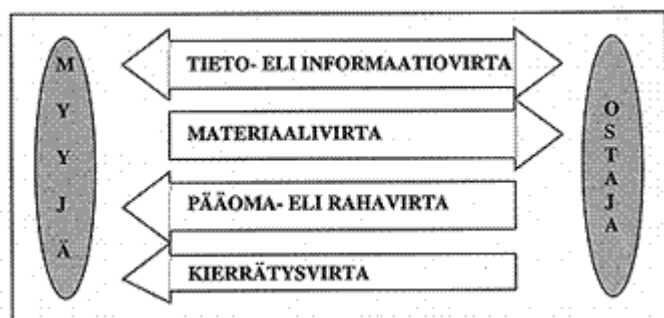 MYYJÄ
TIETO- ELI INFORMAATIOVIRTA
MATERIAALIVIRTA
PÄÄOMA- ELI RAHAVIRTA
KIERRÄTYSVIRTA
OSTAJA